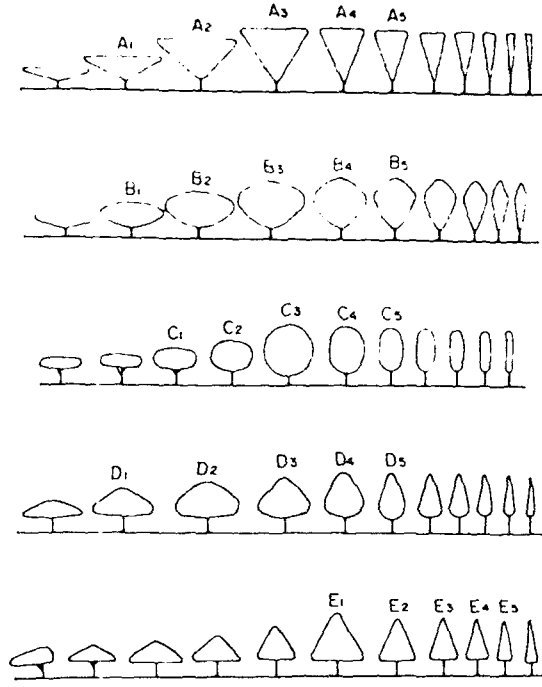 A1 A2 A3 A4 A5
B1 B2 B3 B4 B5
C1 C2 C3 C4 C5
D1 D2 D3 D4 D5
E1 E2 E3 E4 E5